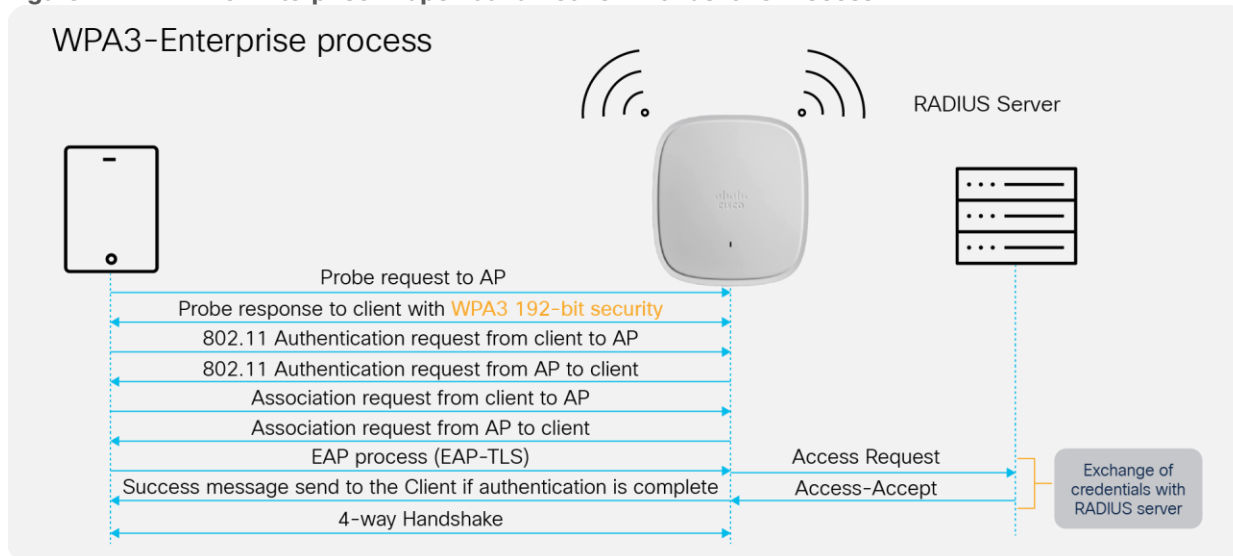 WPA3-Enterprise process
RADIUS Server
Probe request to AP
Probe response to client with WPA3 192-bit security
802.11 Authentication request from client to AP
802.11 Authentication request from AP to client
Association request from client to AP
Association request from AP to client
EAP process (EAP-TLS)
Access Request
Success message send to the Client if authentication is complete
Access-Accept
4-way Handshake
Exchange of
credentials with
RADIUS server